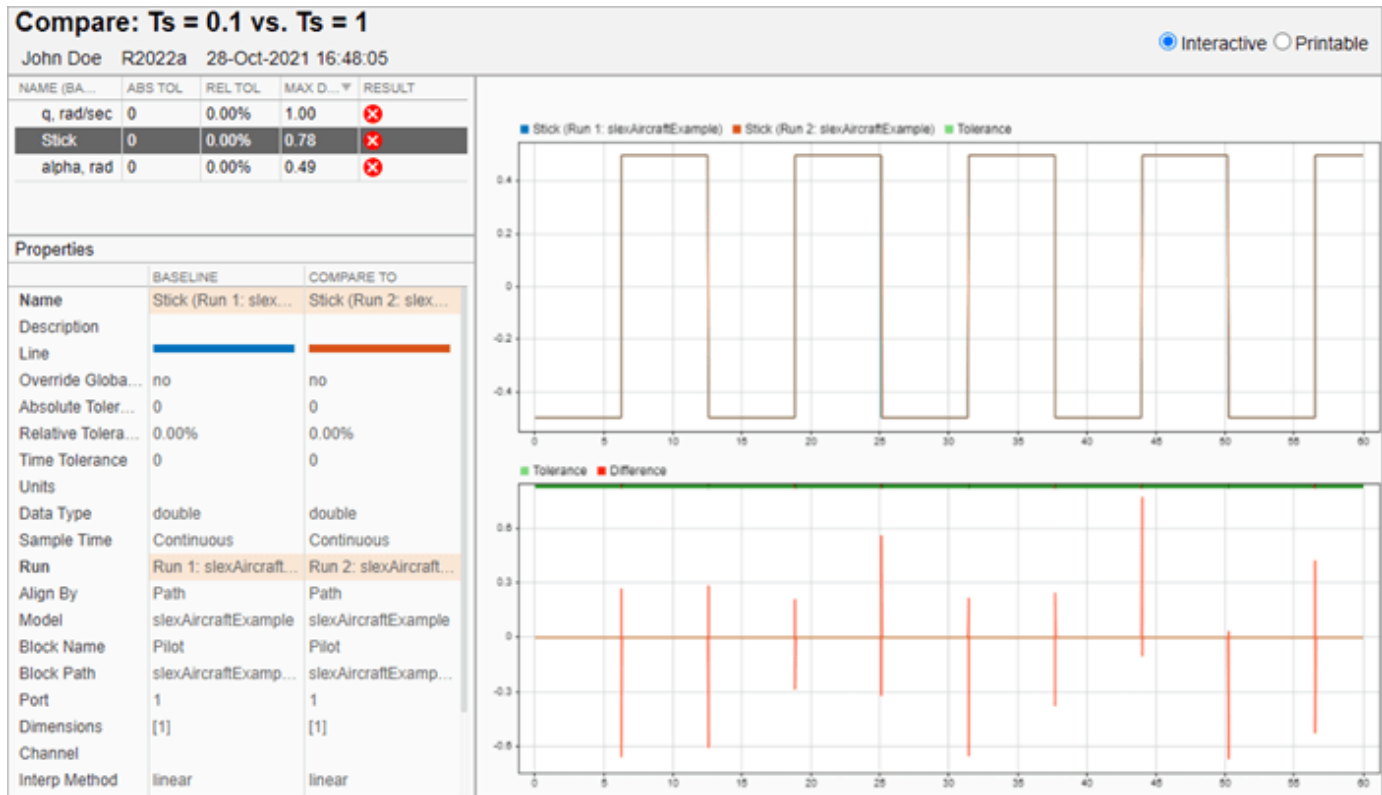 Compare: Ts = 0.1 vs. Ts = 1
John Doe R2022a 28-Oct-2021 16:48:05
Interactive Printable
NAME (BA... ABS TOL REL TOL MAX D... RESULT
q, rad/sec 0 0.00% 1.00
Stick 0 0.00% 0.78
alpha, rad 0 0.00% 0.49
Properties
BASELINE COMPARE TO
Name Stick (Run 1: slex... Stick (Run 2: slex...
Description
Line
Override Globa... no no
Absolute Toler... 0 0
Relative Tolera... 0.00% 0.00%
Time Tolerance 0 0
Units
Data Type double double
Sample Time Continuous Continuous
Run Run 1: slexAircraft... Run 2: slexAircraft...
Align By Path Path
Model slexAircraftExample slexAircraftExample
Block Name Pilot Pilot
Block Path slexAircraftExamp... slexAircraftExamp...
Port 1 1
Dimensions [1] [1]
Channel
Interp Method linear linear
Stick (Run 1: slexAircraftExample) Stick (Run 2: slexAircraftExample) Tolerance
0.4
0.2
0
-0.2
-0.4
0 5 10 15 20 25 30 35 40 45 50 55 60
Tolerance Difference
0.6
0.3
0
-0.3
-0.6
0 5 10 15 20 25 30 35 40 45 50 55 60